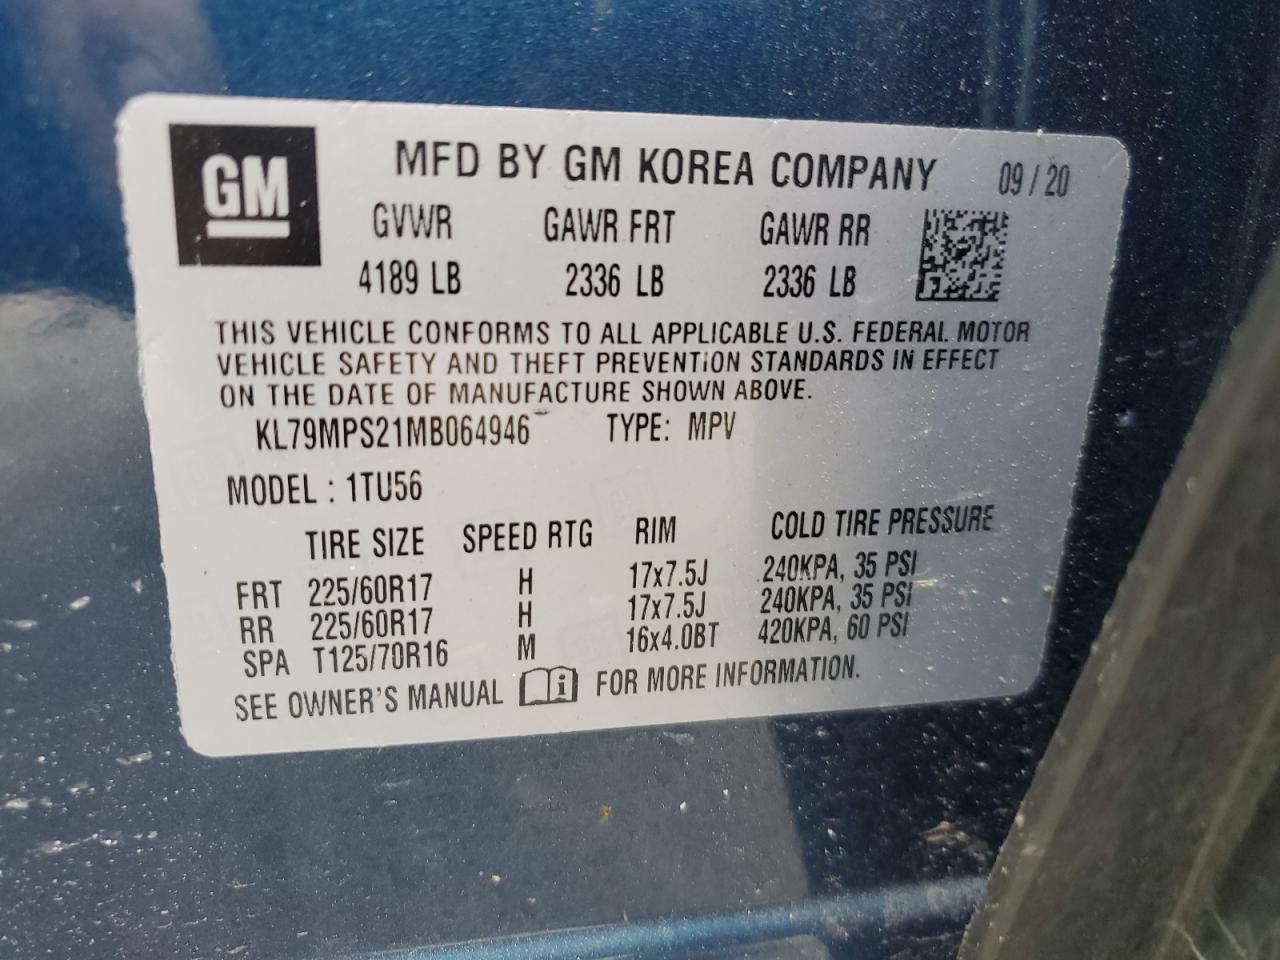 GM
MFD BY GM KOREA COMPANY 09/20
GVWR GAWR FRT GAWR RR
4189 LB 2336 LB 2336 LB
THIS VEHICLE CONFORMS TO ALL APPLICABLE U.S. FEDERAL MOTOR
VEHICLE SAFETY AND THEFT PREVENTION STANDARDS IN EFFECT
ON THE DATE OF MANUFACTURE SHOWN ABOVE.
KL79MPS21MB064946 TYPE: MPV
MODEL : 1TU56
TIRE SIZE SPEED RTG RIM COLD TIRE PRESSURE
FRT 225/60R17 H 17x7.5J 240KPA, 35 PSI
RR 225/60R17 H 17x7.5J 240KPA, 35 PSI
SPA T125/70R16 M 16x4.0BT 420KPA, 60 PSI
SEE OWNER'S MANUAL i FOR MORE INFORMATION.